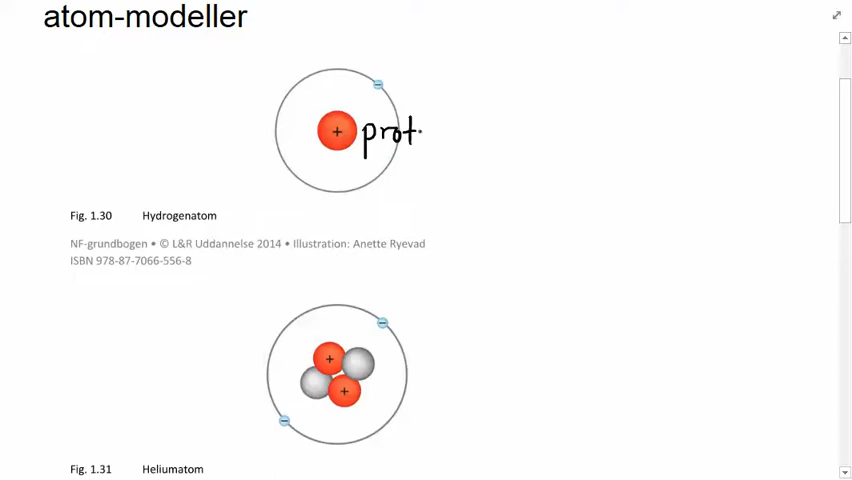 atom-modeller
−
+ prot
Fig. 1.30 Hydrogenatom
NF-grundbogen • © L&R Uddannelse 2014 • Illustration: Anette Ryevad
ISBN 978-87-7066-556-8
−
+
+
−
Fig. 1.31 Heliumatom